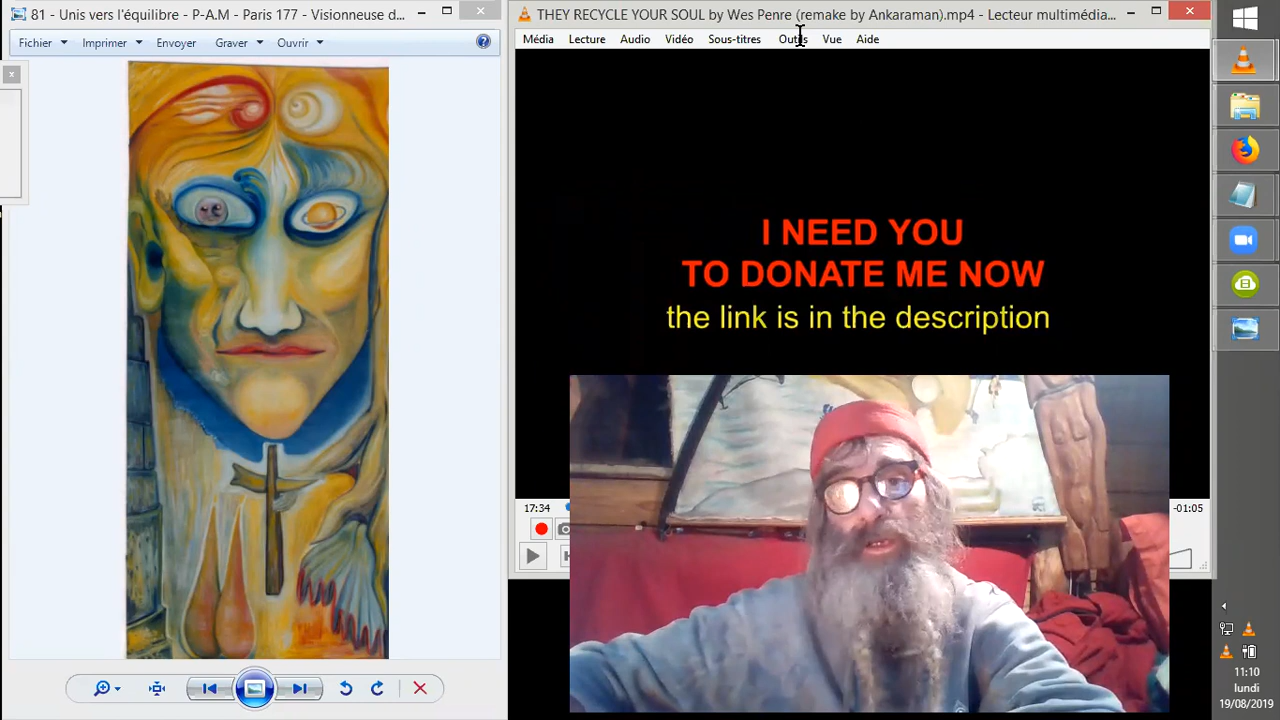 81 - Unis vers l'équilibre - P-A.M - Paris 177 - Visionneuse d...
Fichier Imprimer Envoyer Graver Ouvrir
THEY RECYCLE YOUR SOUL by Wes Penre (remake by Ankaraman).mp4 - Lecteur multimédia...
Média Lecture Audio Vidéo Sous-titres Outils Vue Aide
I NEED YOU
TO DONATE ME NOW
the link is in the description
17:34
-01:05
11:10
lundi
19/08/2019